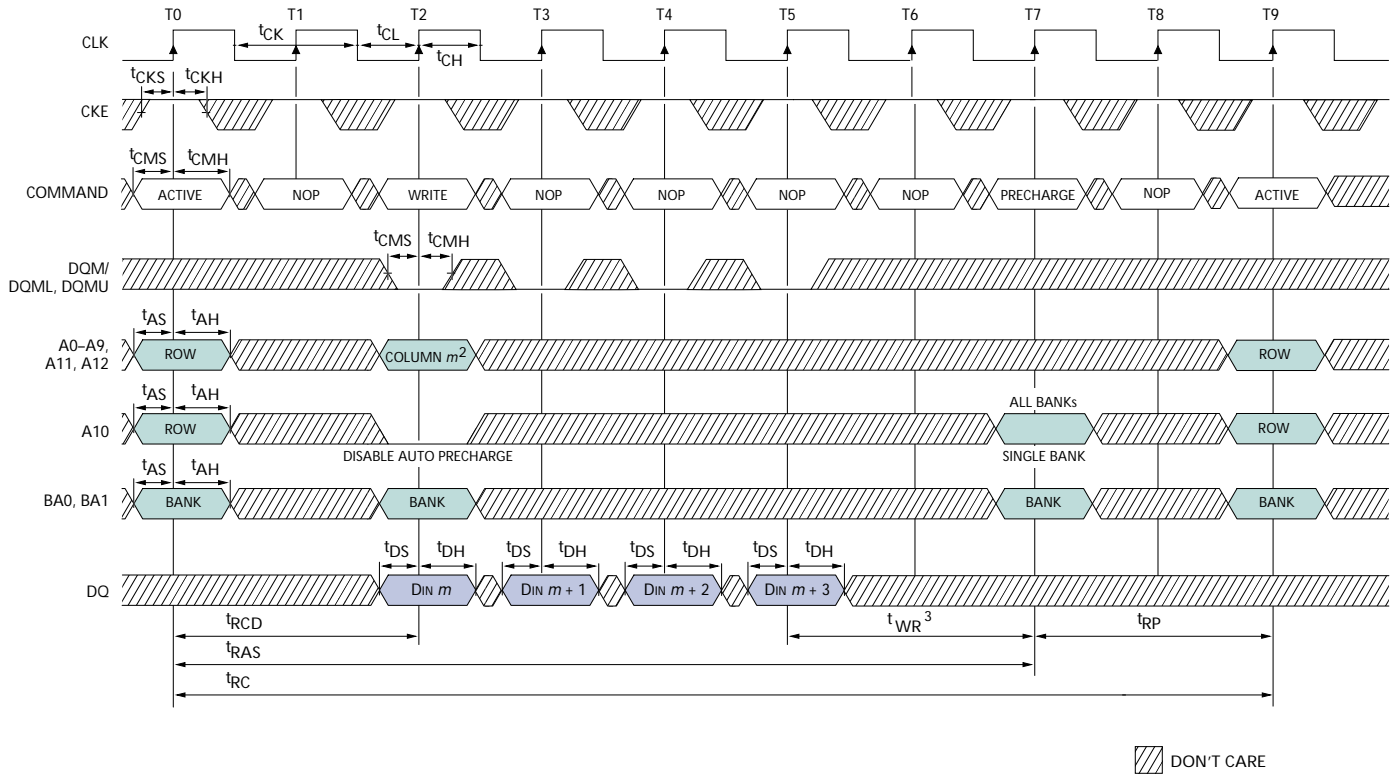 T0 T1 T2 T3 T4 T5 T6 T7 T8 T9
CLK tCK tCL tCH
tCKS tCKH
CKE
tCMS tCMH
COMMAND ACTIVE NOP WRITE NOP NOP NOP NOP PRECHARGE NOP ACTIVE
tCMS tCMH
DQM/
DQML, DQMU
tAS tAH
A0–A9,
A11, A12 ROW COLUMN m2 ROW
tAS tAH ALL BANKs
A10 ROW ROW
DISABLE AUTO PRECHARGE SINGLE BANK
tAS tAH
BA0, BA1 BANK BANK BANK BANK
tDS tDH tDS tDH tDS tDH tDS tDH
DQ DIN m DIN m + 1 DIN m + 2 DIN m + 3
tRCD tWR3 tRP
tRAS
tRC
DON'T CARE